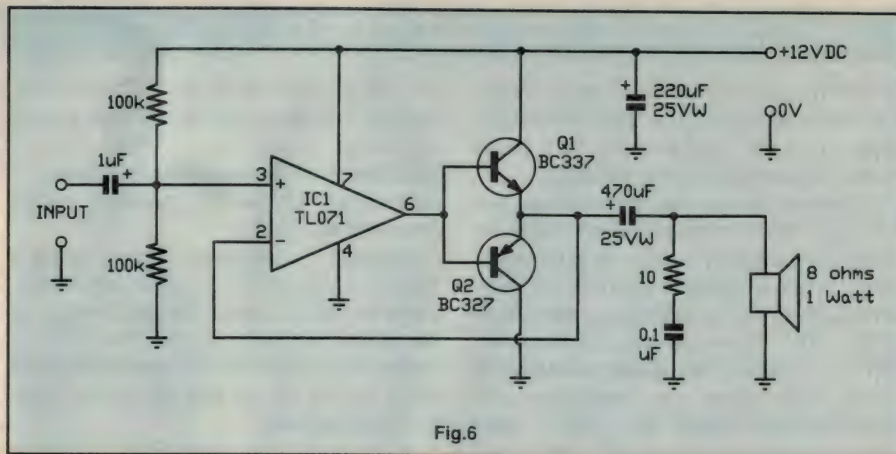 +12VDC
100k
7
Q1
BC337
220uF
25VW
0V
1uF
+
3
+
IC1
TL071
6
470uF
+
25VW
INPUT
2
-
4
100k
Q2
BC327
10
8 ohms
1 Watt
0.1
uF
Fig.6